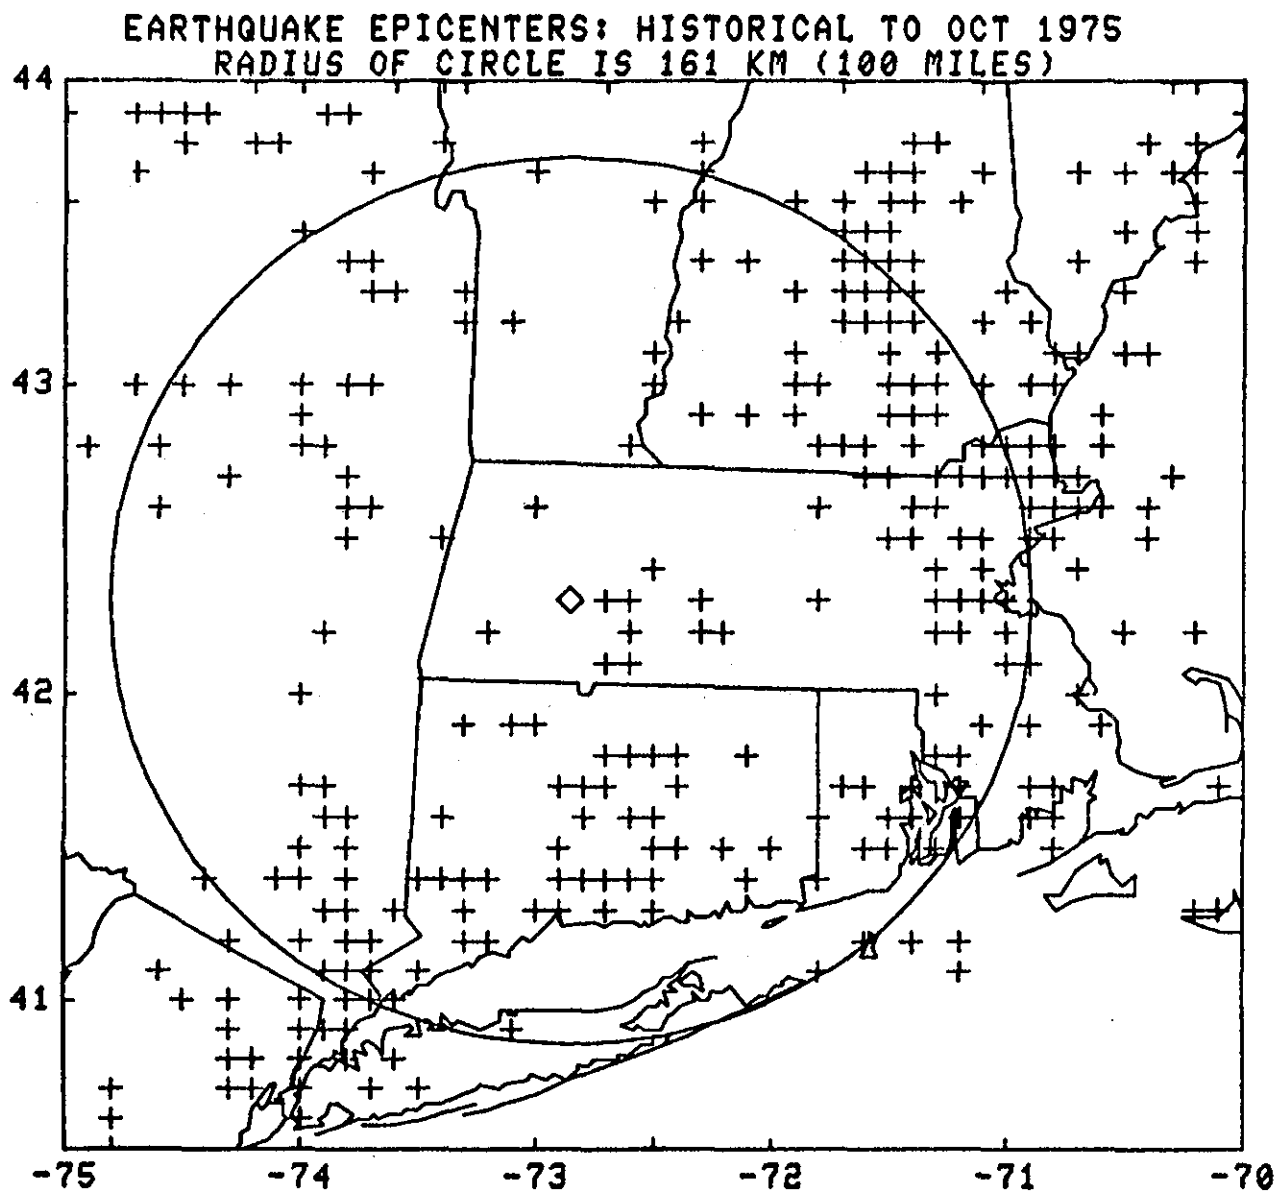 EARTHQUAKE EPICENTERS: HISTORICAL TO OCT 1975
RADIUS OF CIRCLE IS 161 KM (100 MILES)
44
43
42
41
-75 -74 -73 -72 -71 -70